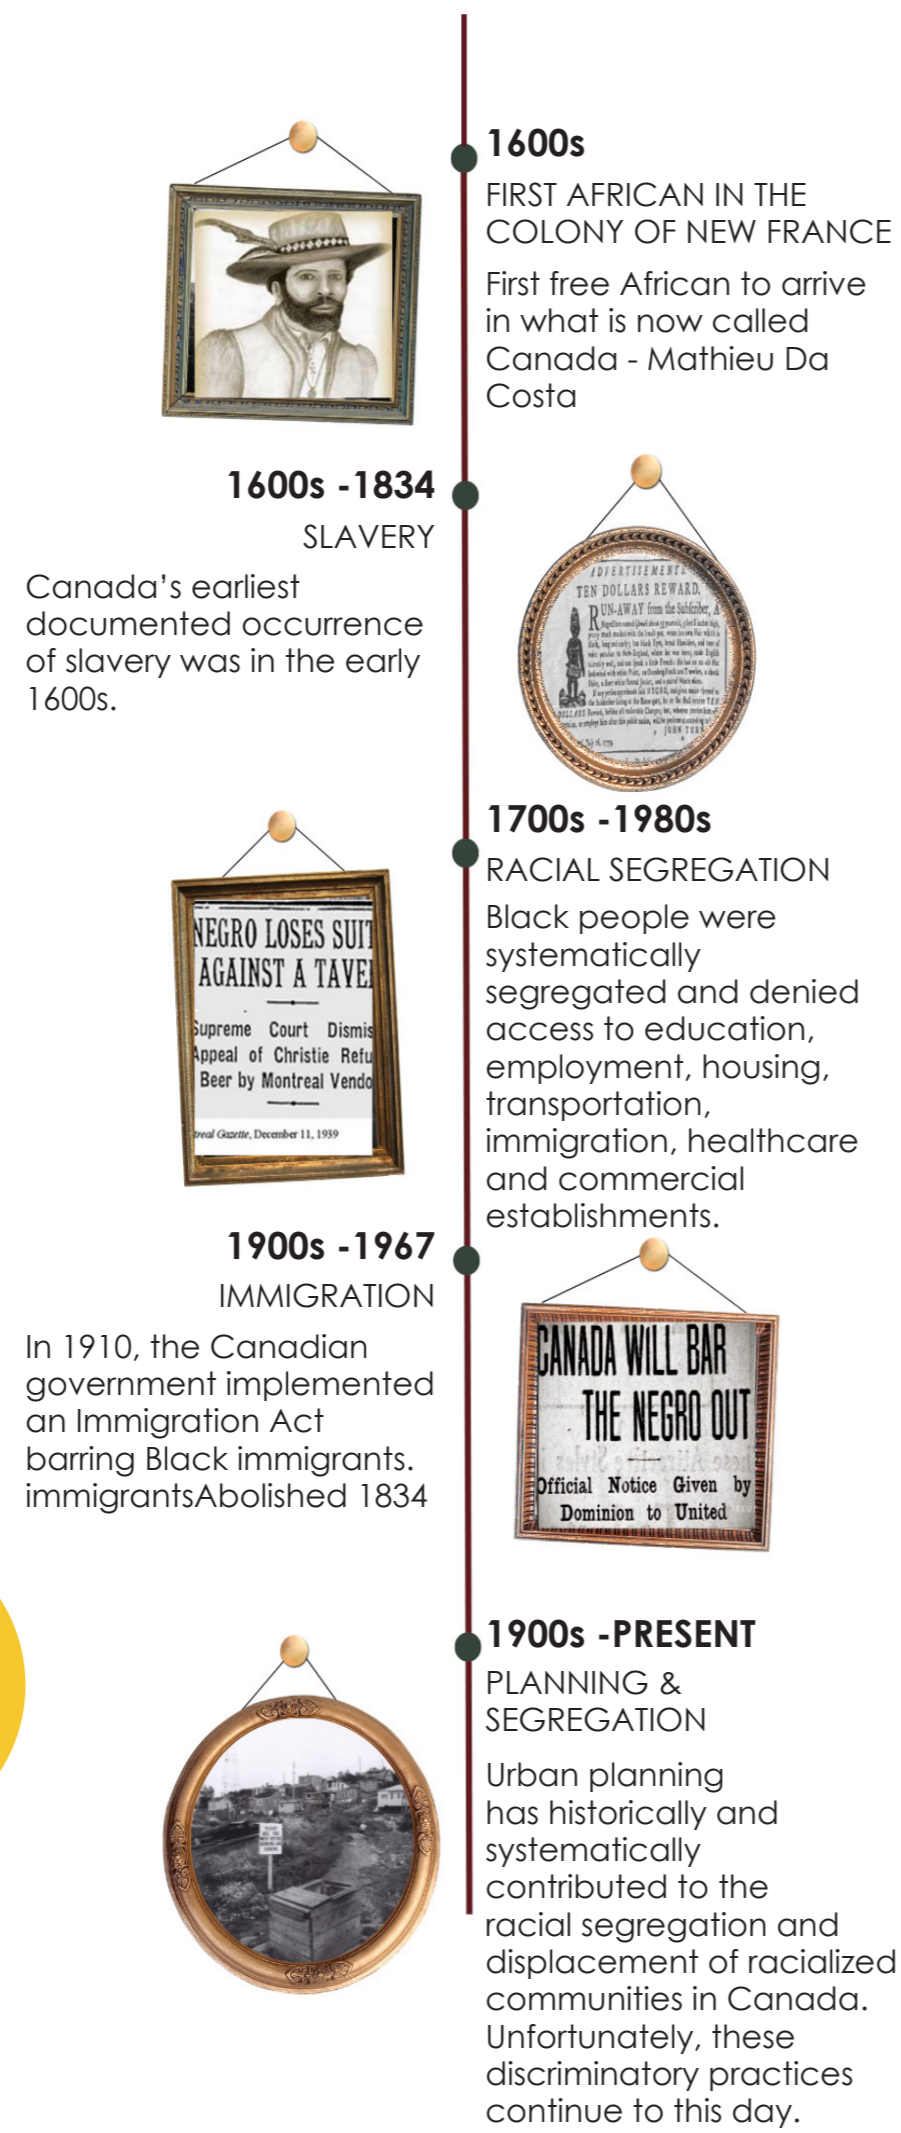 1600s
FIRST AFRICAN IN THE
COLONY OF NEW FRANCE
First free African to arrive
in what is now called
Canada - Mathieu Da
Costa
1600s -1834
SLAVERY
Canada's earliest
documented occurrence
of slavery was in the early
1600s.
ADVERTISEMENT
TEN DOLLARS REWARD.
RUN-AWAY from the Subscriber, A
1700s -1980s
RACIAL SEGREGATION
Black people were
systematically
segregated and denied
access to education,
employment, housing,
transportation,
immigration, healthcare
and commercial
establishments.
NEGRO LOSES SUIT
AGAINST A TAVE
Supreme Court Dismis
Appeal of Christie Refu
Beer by Montreal Vendo
treal Gazette, December 11, 1939
1900s -1967
IMMIGRATION
In 1910, the Canadian
government implemented
an Immigration Act
barring Black immigrants.
immigrantsAbolished 1834
CANADA WILL BAR
THE NEGRO OUT
Official Notice Given by
Dominion to United
1900s -PRESENT
PLANNING &
SEGREGATION
Urban planning
has historically and
systematically
contributed to the
racial segregation and
displacement of racialized
communities in Canada.
Unfortunately, these
discriminatory practices
continue to this day.